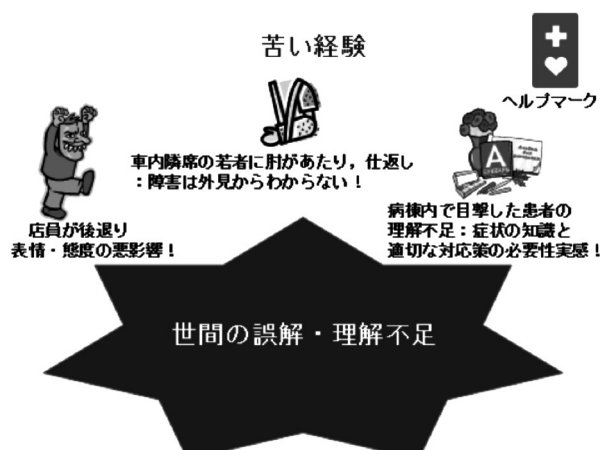 苦い経験
ヘルプマーク
車内隣席の若者に肘があたり，仕返し
：障害は外見からわからない！
店員が後退り
表情・態度の悪影響！
病棟内で目撃した患者の
理解不足：症状の知識と
適切な対応策の必要性実感！
A
世間の誤解・理解不足